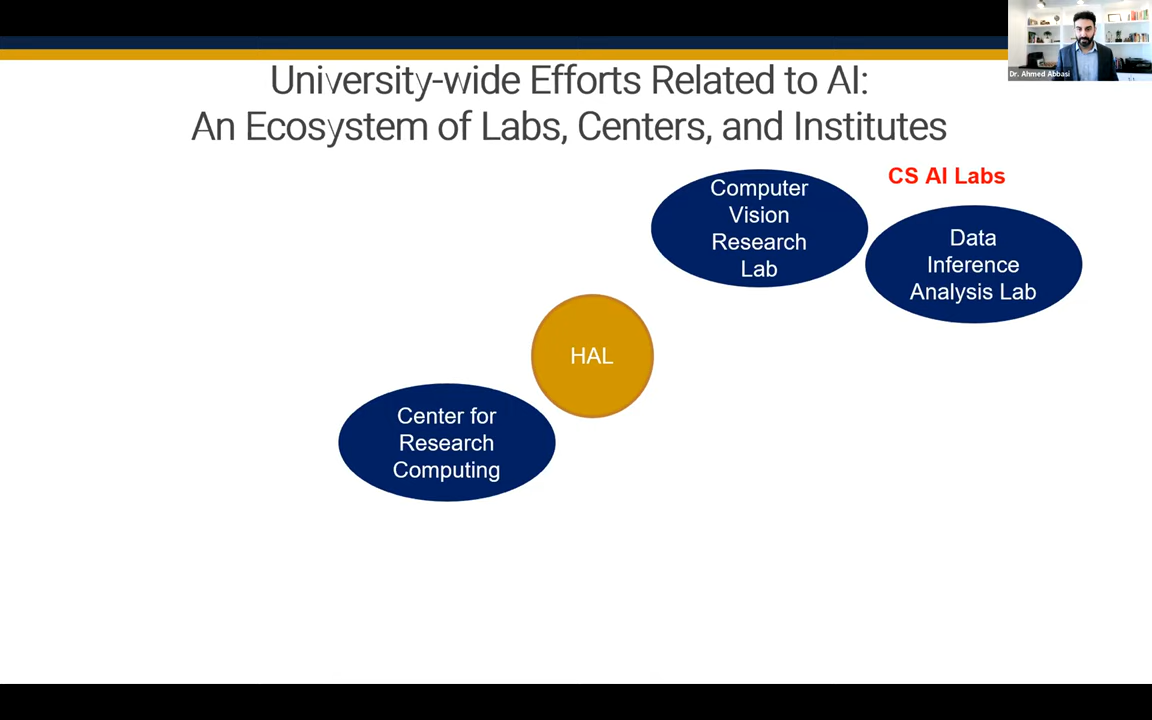 Dr. Ahmed Abbasi
University-wide Efforts Related to AI:
An Ecosystem of Labs, Centers, and Institutes
CS AI Labs
Computer
Vision
Research
Lab
Data
Inference
Analysis Lab
HAL
Center for
Research
Computing